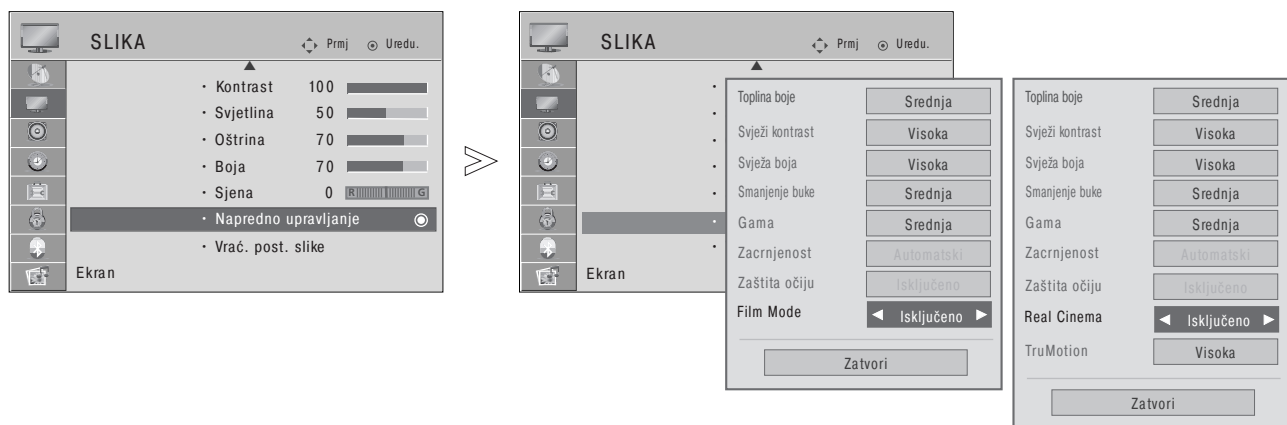 SLIKA
Prmj Uredu.
• Kontrast 100
• Svjetlina 50
• Oštrina 70
• Boja 70
• Sjena 0 R G
• Napredno upravljanje
• Vrać. post. slike
Ekran
SLIKA
Prmj Uredu.
Ekran
Toplina boje Srednja
Svježi kontrast Visoka
Svježa boja Visoka
Smanjenje buke Srednja
Gama Srednja
Zacrnjenost Automatski
Zaštita očiju Isključeno
Film Mode ◀ Isključeno ▶
Zatvori
Toplina boje Srednja
Svježi kontrast Visoka
Svježa boja Visoka
Smanjenje buke Srednja
Gama Srednja
Zacrnjenost Automatski
Zaštita očiju Isključeno
Real Cinema ◀ Isključeno ▶
TruMotion Visoka
Zatvori